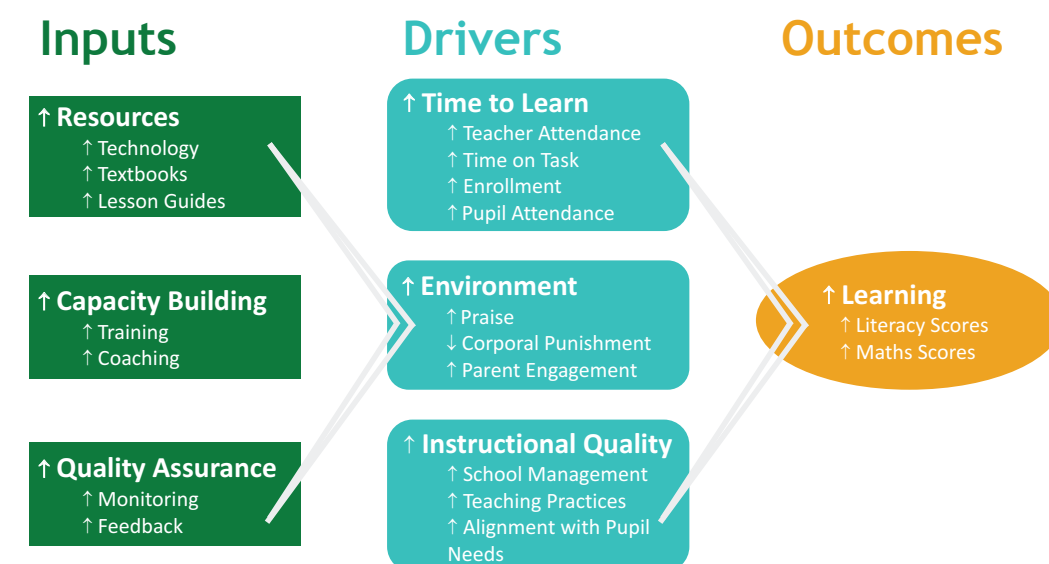 Inputs
↑ Resources
↑ Technology
↑ Textbooks
↑ Lesson Guides
↑ Capacity Building
↑ Training
↑ Coaching
↑ Quality Assurance
↑ Monitoring
↑ Feedback
Drivers
↑ Time to Learn
↑ Teacher Attendance
↑ Time on Task
↑ Enrollment
↑ Pupil Attendance
↑ Environment
↑ Praise
↓ Corporal Punishment
↑ Parent Engagement
↑ Instructional Quality
↑ School Management
↑ Teaching Practices
↑ Alignment with Pupil
Needs
Outcomes
↑ Learning
↑ Literacy Scores
↑ Maths Scores